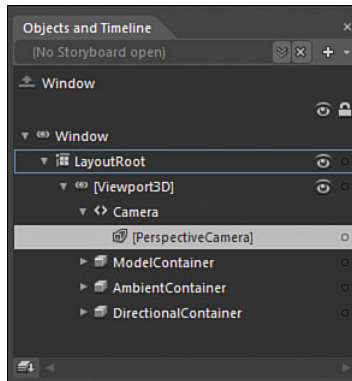 Objects and Timeline
(No Storyboard open)
Window
Window
LayoutRoot
[Viewport3D]
Camera
[PerspectiveCamera]
ModelContainer
AmbientContainer
DirectionalContainer